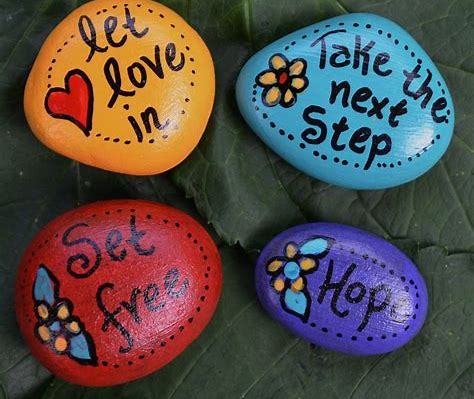 let
love
in
Take the
next
Step
Set
free
Hope